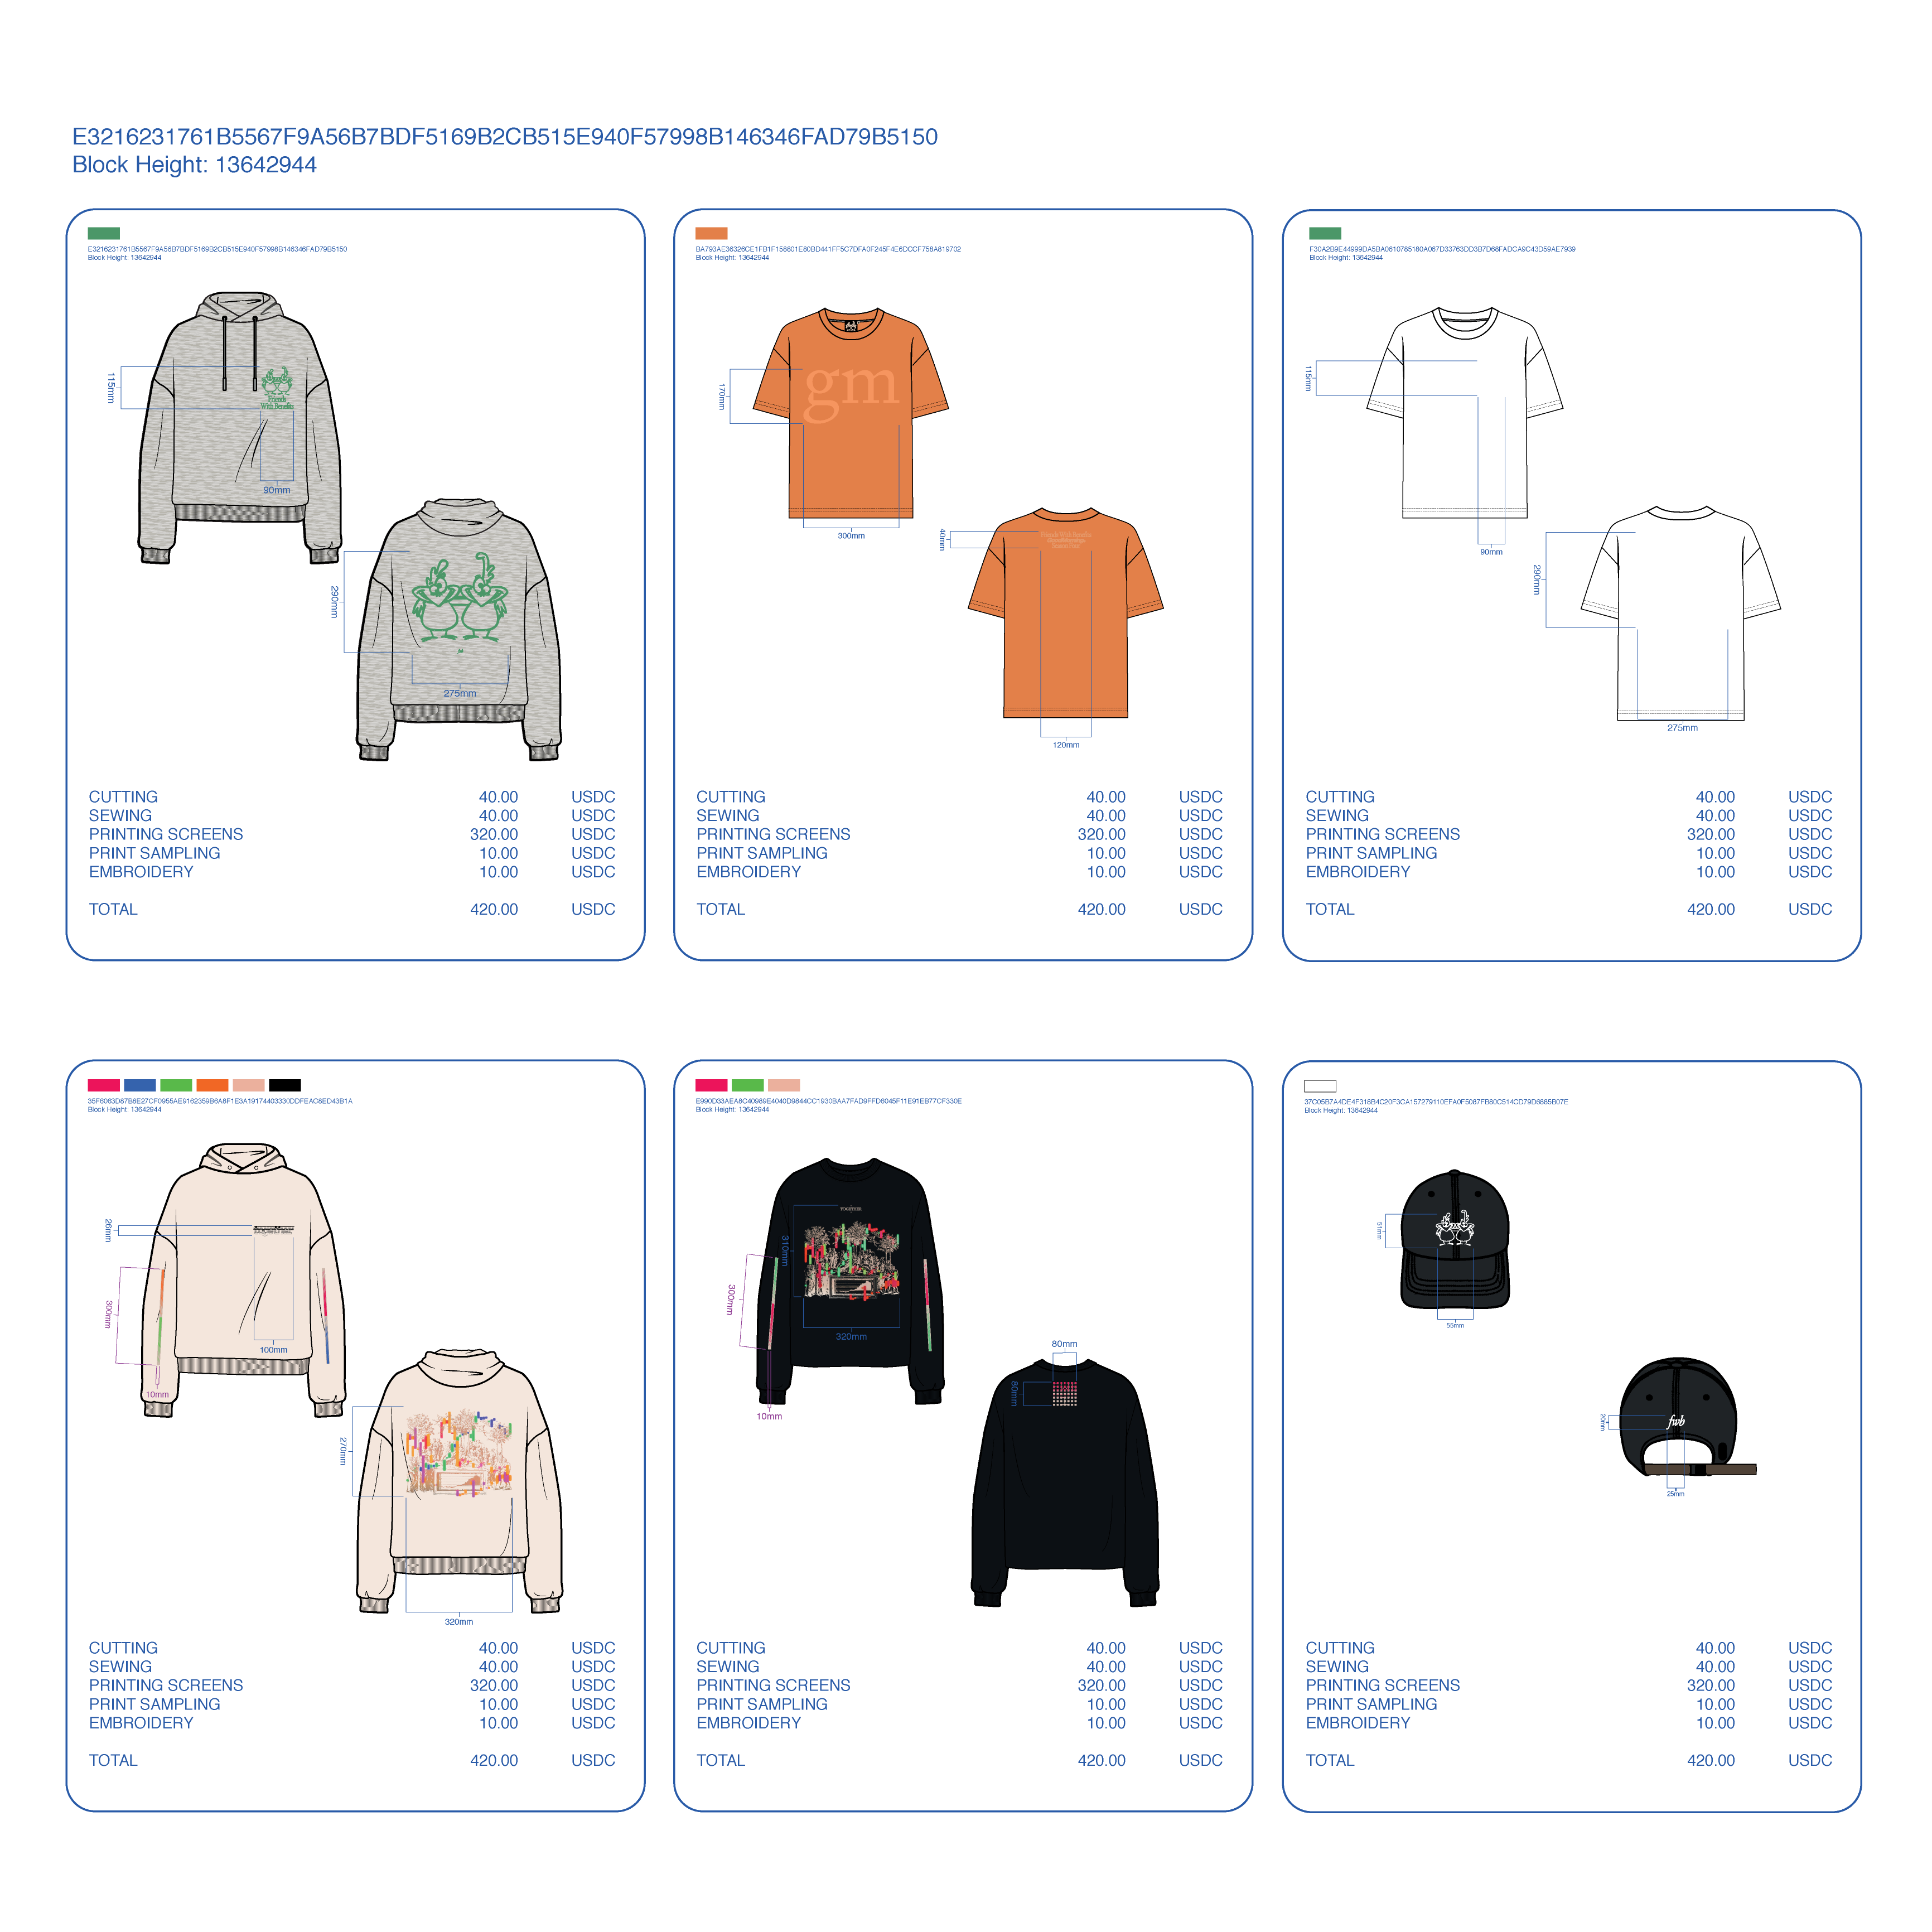 E3216231761B5567F9A56B7BDF5169B2CB515E940F57998B146346FAD79B5150
Block Height: 13642944
E3216231761B5567F9A56B7BDF5169B2CB515E940F57998B146346FAD79B5150
Block Height: 13642944
115mm
Friends
With Benefits
90mm
290mm
275mm
CUTTING 40.00 USDC
SEWING 40.00 USDC
PRINTING SCREENS 320.00 USDC
PRINT SAMPLING 10.00 USDC
EMBROIDERY 10.00 USDC
TOTAL 420.00 USDC
BA793AE36326CE1FB1F158801E80BD441FF5C7DFA0F245F4E6DCCF758A819702
Block Height: 13642944
gm
170mm
300mm
40mm
120mm
CUTTING 40.00 USDC
SEWING 40.00 USDC
PRINTING SCREENS 320.00 USDC
PRINT SAMPLING 10.00 USDC
EMBROIDERY 10.00 USDC
TOTAL 420.00 USDC
F30A2B9E44999DA5BA0610785180A067D33763DD3B7D68FADCA9C43D59AE7939
Block Height: 13642944
115mm
90mm
290mm
275mm
CUTTING 40.00 USDC
SEWING 40.00 USDC
PRINTING SCREENS 320.00 USDC
PRINT SAMPLING 10.00 USDC
EMBROIDERY 10.00 USDC
TOTAL 420.00 USDC
35F6063D87B8E27CF0955AE9162359B6A8F1E3A19174403330DDFEAC8ED43B1A
Block Height: 13642944
26mm
300mm
100mm
10mm
270mm
320mm
CUTTING 40.00 USDC
SEWING 40.00 USDC
PRINTING SCREENS 320.00 USDC
PRINT SAMPLING 10.00 USDC
EMBROIDERY 10.00 USDC
TOTAL 420.00 USDC
E990D33AEA8C40989E4040D9844CC1930BAA7FAD9FFD6045F11E91EB77CF330E
Block Height: 13642944
TOGETHER
310mm
300mm
320mm
10mm
80mm
80mm
CUTTING 40.00 USDC
SEWING 40.00 USDC
PRINTING SCREENS 320.00 USDC
PRINT SAMPLING 10.00 USDC
EMBROIDERY 10.00 USDC
TOTAL 420.00 USDC
37C05B7A4DE4F318B4C20F3CA157279110EFA0F5087FB80C514CD79D6885B07E
Block Height: 13642944
51mm
55mm
fwb
20mm
25mm
CUTTING 40.00 USDC
SEWING 40.00 USDC
PRINTING SCREENS 320.00 USDC
PRINT SAMPLING 10.00 USDC
EMBROIDERY 10.00 USDC
TOTAL 420.00 USDC